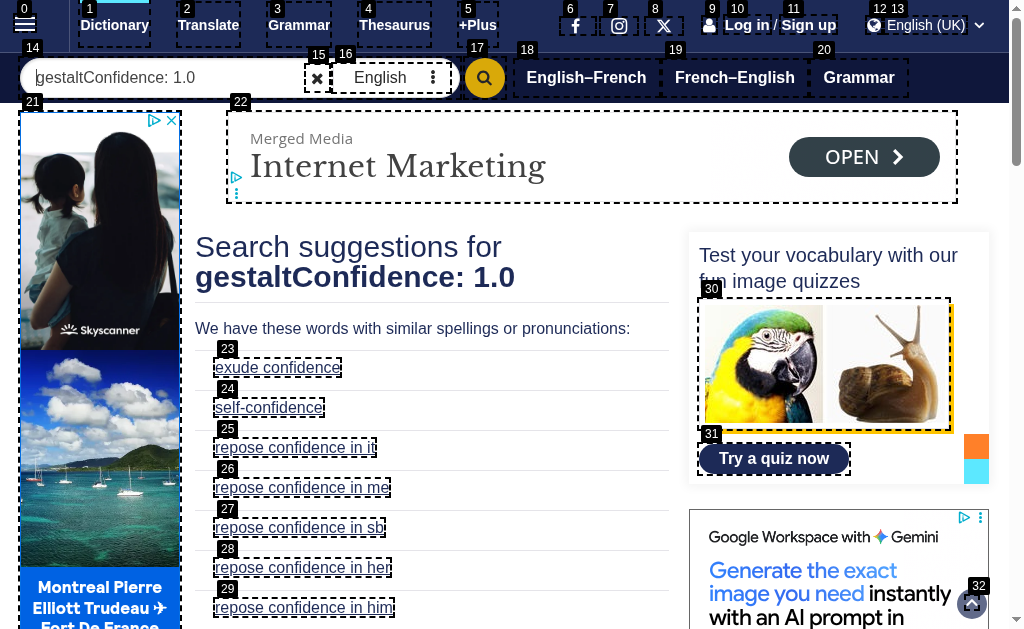 0 1 2 3 4 5 6 7 8 9 10 11 12 13
Dictionary Translate Grammar Thesaurus +Plus Log in / Sign up English (UK)
14 15 16 17 18 19 20
gestaltConfidence: 1.0 English English–French French–English Grammar
21 22
Merged Media
Internet Marketing
OPEN
Skyscanner
Montreal Pierre
Elliott Trudeau
Fort De France
Search suggestions for
gestaltConfidence: 1.0
We have these words with similar spellings or pronunciations:
23
exude confidence
24
self-confidence
25
repose confidence in it
26
repose confidence in me
27
repose confidence in sb
28
repose confidence in her
29
repose confidence in him
Test your vocabulary with our
fun image quizzes
30
31
Try a quiz now
Google Workspace with Gemini
Generate the exact
image you need instantly
with an AI prompt in
32